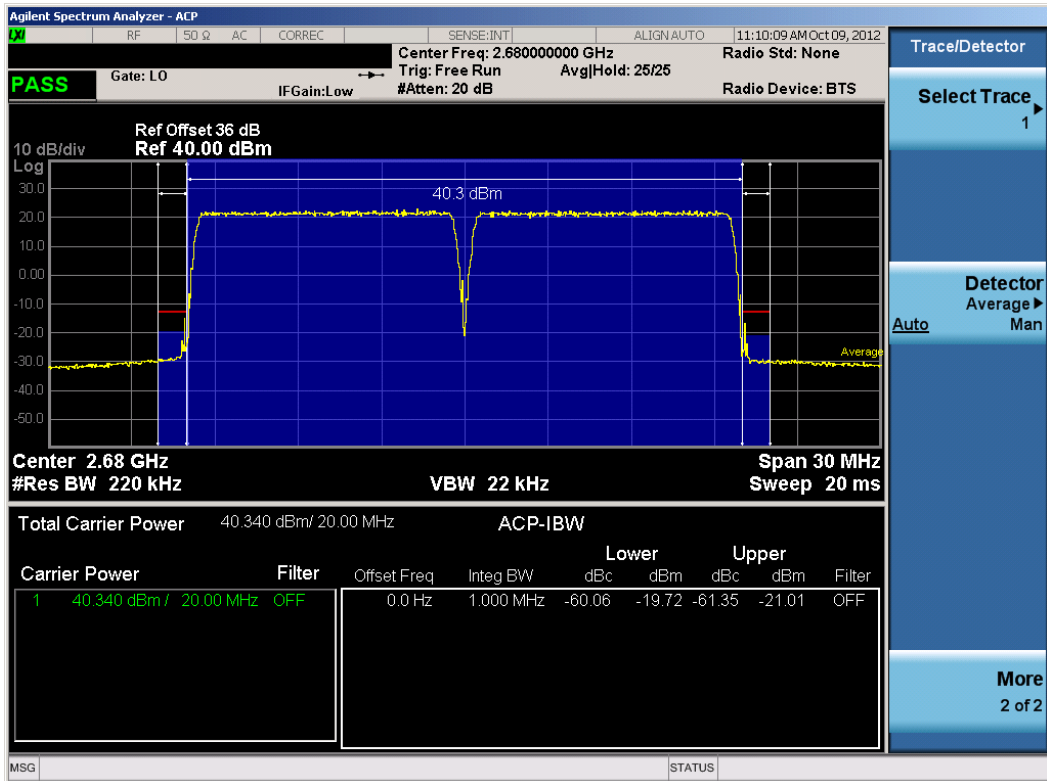 Agilent Spectrum Analyzer - ACP
LXI RF 50 Ω AC CORREC SENSE:INT ALIGN AUTO 11:10:09 AM Oct 09, 2012
Center Freq: 2.680000000 GHz Radio Std: None
PASS Gate: LO Trig: Free Run Avg|Hold: 25/25
IFGain:Low #Atten: 20 dB Radio Device: BTS
Ref Offset 36 dB
10 dB/div Ref 40.00 dBm
Log
30.0
40.3 dBm
20.0
10.0
0.00
-10.0
-20.0
Average
-30.0
-40.0
-50.0
Center 2.68 GHz Span 30 MHz
#Res BW 220 kHz VBW 22 kHz Sweep 20 ms
Total Carrier Power 40.340 dBm/ 20.00 MHz ACP-IBW
Lower Upper
Carrier Power Filter Offset Freq Integ BW dBc dBm dBc dBm Filter
1 40.340 dBm / 20.00 MHz OFF 0.0 Hz 1.000 MHz -60.06 -19.72 -61.35 -21.01 OFF
MSG STATUS
Trace/Detector
Select Trace
1
Detector
Average
Auto Man
More
2 of 2